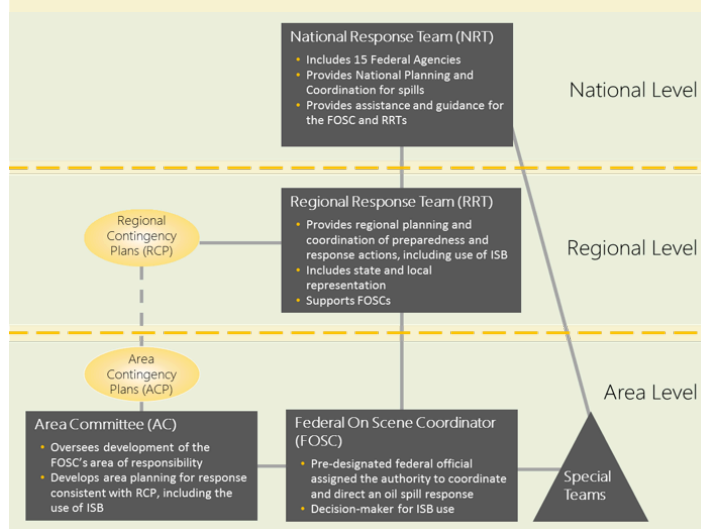 National Response Team (NRT)
• Includes 15 Federal Agencies
• Provides National Planning and
Coordination for spills
• Provides assistance and guidance for
the FOSC and RRTs
National Level
Regional
Contingency
Plans (RCP)
Regional Response Team (RRT)
• Provides regional planning and
coordination of preparedness and
response actions, including use of ISB
• Includes state and local
representation
• Supports FOSCs
Regional Level
Area
Contingency
Plans (ACP)
Area Level
Area Committee (AC)
• Oversees development of the
FOSC's area of responsibility
• Develops area planning for response
consistent with RCP, including the
use of ISB
Federal On Scene Coordinator
(FOSC)
• Pre-designated federal official
assigned the authority to coordinate
and direct an oil spill response
• Decision-maker for ISB use
Special
Teams